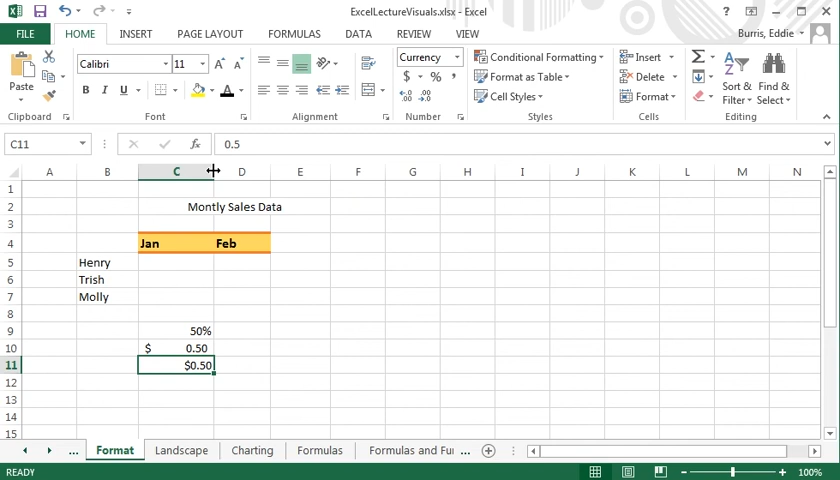 ExcelLectureVisuals.xlsx - Excel
FILE HOME INSERT PAGE LAYOUT FORMULAS DATA REVIEW VIEW Burris, Eddie
Paste
Calibri 11
B I U A
Currency
$ % ,
Conditional Formatting
Format as Table
Cell Styles
Insert
Delete
Format
Sort & Filter
Find & Select
Clipboard Font Alignment Number Styles Cells Editing
C11 fx 0.5
A B C D E F G H I J K L M N
1
2 Montly Sales Data
3
4 Jan Feb
5 Henry
6 Trish
7 Molly
8
9 50%
10 $ 0.50
11 $0.50
12
13
14
15
... Format Landscape Charting Formulas Formulas and Fur ...
READY 100%